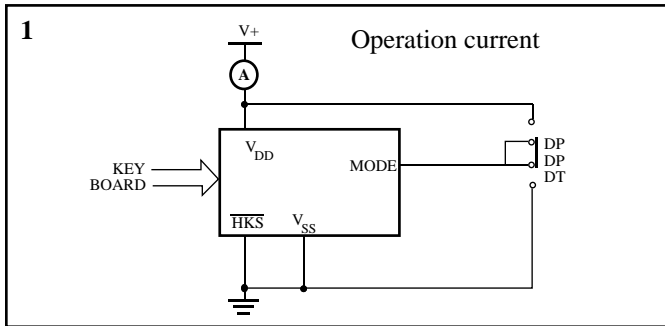 1
V+
Operation current
A
VDD
KEY
BOARD
MODE
DP
DP
DT
HKS
VSS